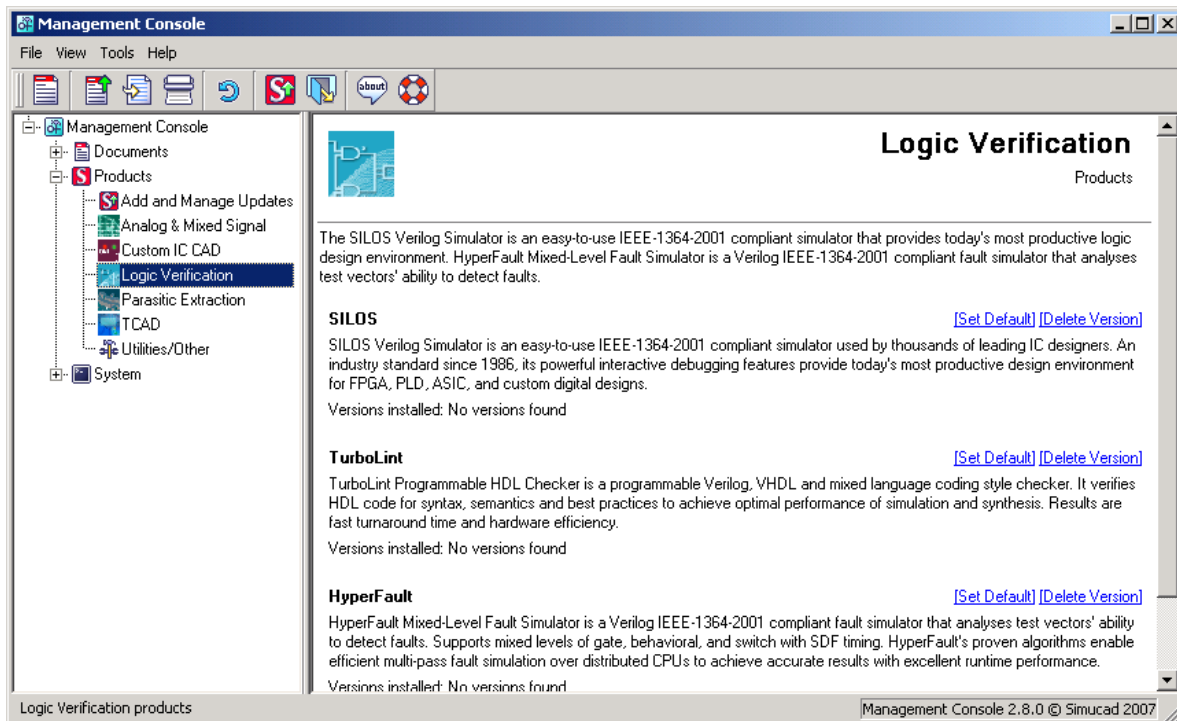 Management Console
File View Tools Help
about
Management Console
Documents
Products
Add and Manage Updates
Analog & Mixed Signal
Custom IC CAD
Logic Verification
Parasitic Extraction
TCAD
Utilities/Other
System
Logic Verification
Products
The SILOS Verilog Simulator is an easy-to-use IEEE-1364-2001 compliant simulator that provides today's most productive logic
design environment. HyperFault Mixed-Level Fault Simulator is a Verilog IEEE-1364-2001 compliant fault simulator that analyses
test vectors' ability to detect faults.
SILOS [Set Default] [Delete Version]
SILOS Verilog Simulator is an easy-to-use IEEE-1364-2001 compliant simulator used by thousands of leading IC designers. An
industry standard since 1986, its powerful interactive debugging features provide today's most productive design environment
for FPGA, PLD, ASIC, and custom digital designs.
Versions installed: No versions found
TurboLint [Set Default] [Delete Version]
TurboLint Programmable HDL Checker is a programmable Verilog, VHDL and mixed language coding style checker. It verifies
HDL code for syntax, semantics and best practices to achieve optimal performance of simulation and synthesis. Results are
fast turnaround time and hardware efficiency.
Versions installed: No versions found
HyperFault [Set Default] [Delete Version]
HyperFault Mixed-Level Fault Simulator is a Verilog IEEE-1364-2001 compliant fault simulator that analyses test vectors' ability
to detect faults. Supports mixed levels of gate, behavioral, and switch with SDF timing. HyperFault's proven algorithms enable
efficient multi-pass fault simulation over distributed CPUs to achieve accurate results with excellent runtime performance.
Versions installed: No versions found
Logic Verification products
Management Console 2.8.0 © Simucad 2007